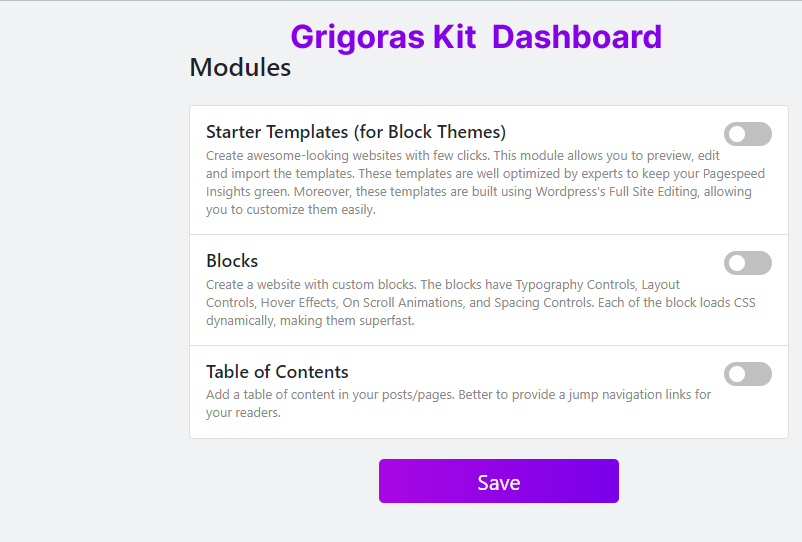 Grigoras Kit Dashboard
Modules
Starter Templates (for Block Themes)
Create awesome-looking websites with few clicks. This module allows you to preview, edit
and import the templates. These templates are well optimized by experts to keep your Pagespeed
Insights green. Moreover, these templates are built using Wordpress's Full Site Editing, allowing
you to customize them easily.
Blocks
Create a website with custom blocks. The blocks have Typography Controls, Layout
Controls, Hover Effects, On Scroll Animations, and Spacing Controls. Each of the block loads CSS
dynamically, making them superfast.
Table of Contents
Add a table of content in your posts/pages. Better to provide a jump navigation links for
your readers.
Save